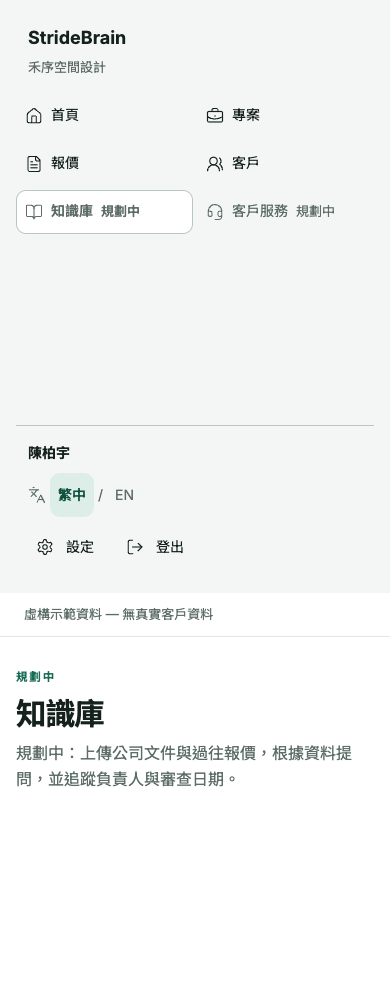 StrideBrain
禾序空間設計
首頁
專案
報價
客戶
知識庫 規劃中
客戶服務 規劃中
陳柏宇
繁中 / EN
設定
登出
虛構示範資料 — 無真實客戶資料
規劃中
知識庫
規劃中：上傳公司文件與過往報價，根據資料提
問，並追蹤負責人與審查日期。